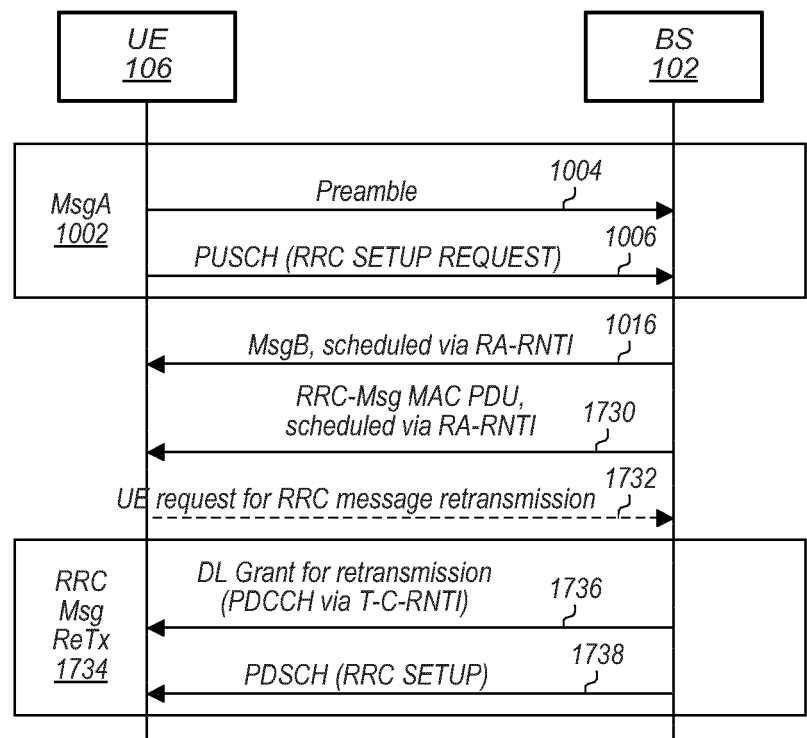 UE
106
BS
102
MsgA
1002
Preamble
1004
PUSCH (RRC SETUP REQUEST)
1006
MsgB, scheduled via RA-RNTI
1016
RRC-Msg MAC PDU,
scheduled via RA-RNTI
1730
UE request for RRC message retransmission
1732
RRC
Msg
ReTx
1734
DL Grant for retransmission
(PDCCH via T-C-RNTI)
1736
PDSCH (RRC SETUP)
1738